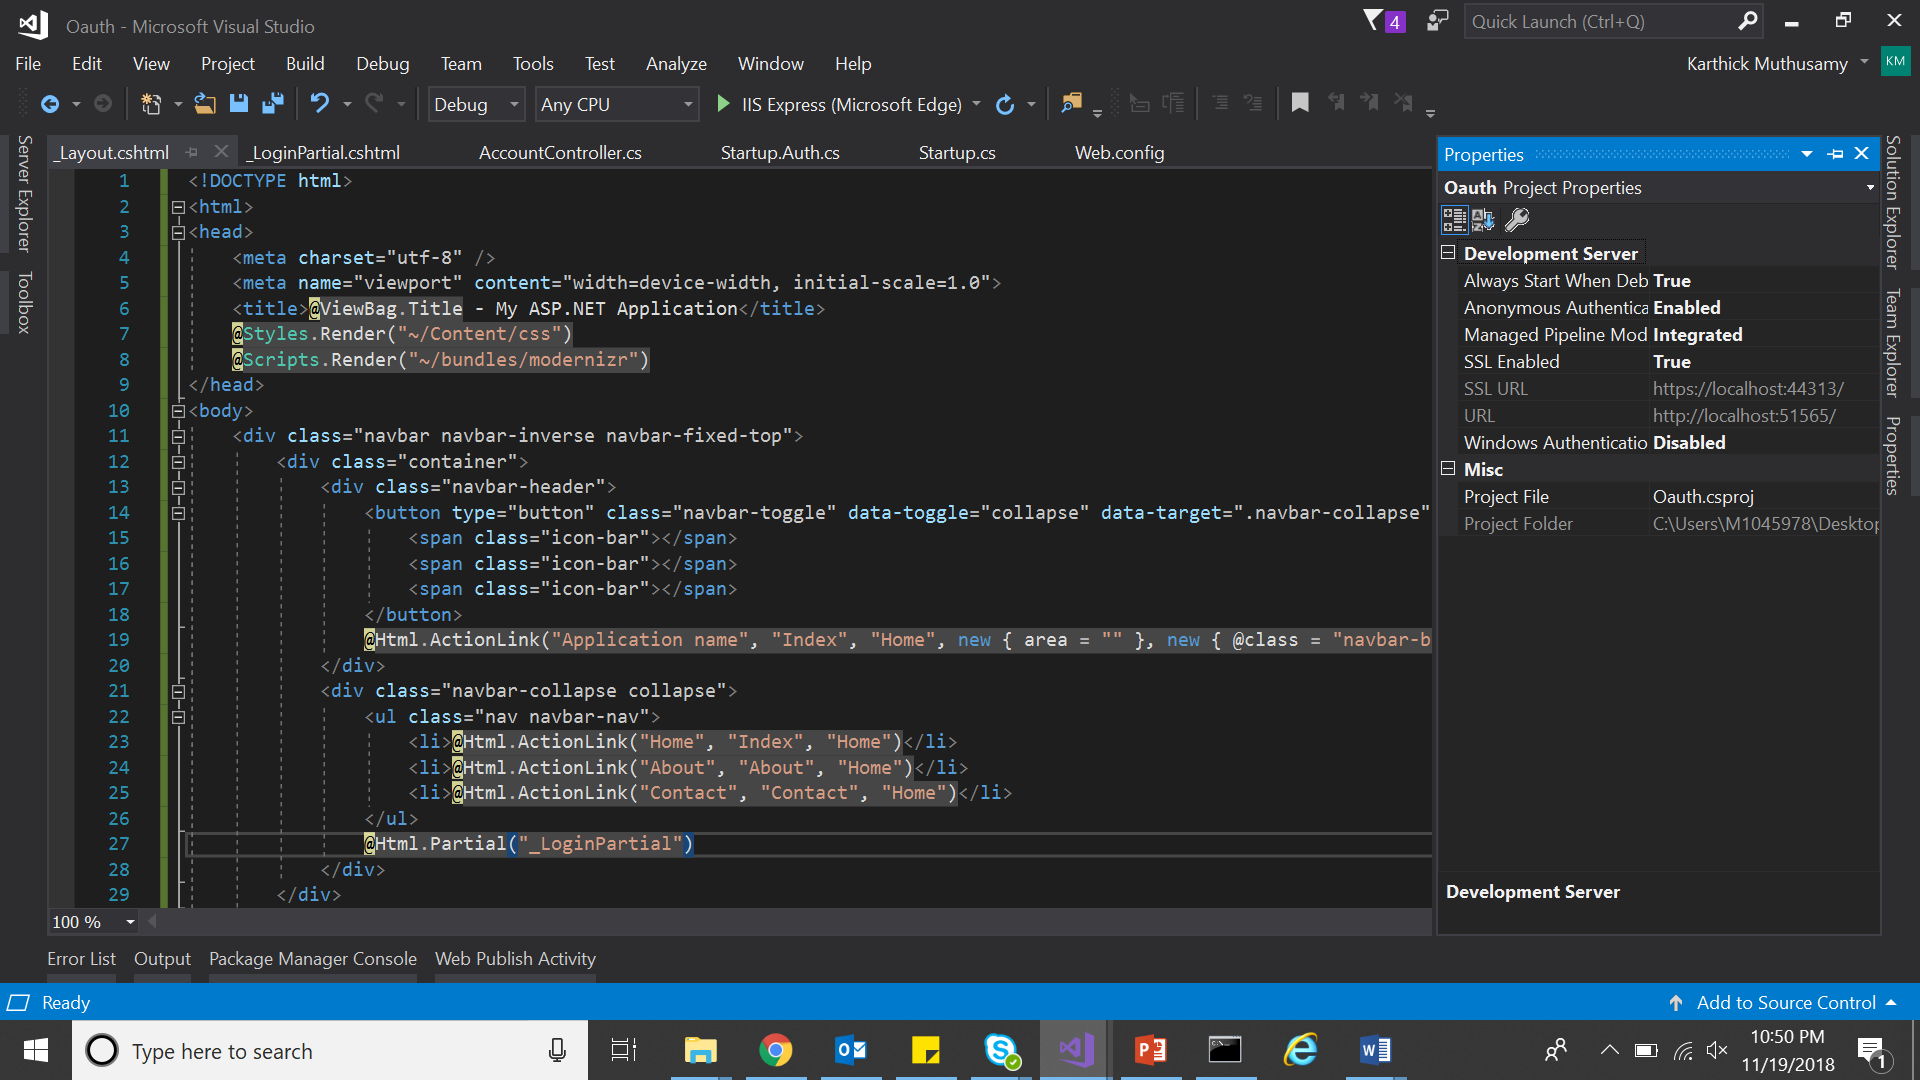 Oauth - Microsoft Visual Studio
4
Quick Launch (Ctrl+Q)
File Edit View Project Build Debug Team Tools Test Analyze Window Help
Karthick Muthusamy KM
Debug Any CPU IIS Express (Microsoft Edge)
Server Explorer
Toolbox
_Layout.cshtml _LoginPartial.cshtml AccountController.cs Startup.Auth.cs Startup.cs Web.config
1 <!DOCTYPE html>
2 <html>
3 <head>
4 <meta charset="utf-8" />
5 <meta name="viewport" content="width=device-width, initial-scale=1.0">
6 <title>@ViewBag.Title - My ASP.NET Application</title>
7 @Styles.Render("~/Content/css")
8 @Scripts.Render("~/bundles/modernizr")
9 </head>
10 <body>
11 <div class="navbar navbar-inverse navbar-fixed-top">
12 <div class="container">
13 <div class="navbar-header">
14 <button type="button" class="navbar-toggle" data-toggle="collapse" data-target=".navbar-collapse"
15 <span class="icon-bar"></span>
16 <span class="icon-bar"></span>
17 <span class="icon-bar"></span>
18 </button>
19 @Html.ActionLink("Application name", "Index", "Home", new { area = "" }, new { @class = "navbar-b
20 </div>
21 <div class="navbar-collapse collapse">
22 <ul class="nav navbar-nav">
23 <li>@Html.ActionLink("Home", "Index", "Home")</li>
24 <li>@Html.ActionLink("About", "About", "Home")</li>
25 <li>@Html.ActionLink("Contact", "Contact", "Home")</li>
26 </ul>
27 @Html.Partial("_LoginPartial")
28 </div>
29 </div>
100 %
Properties
Oauth Project Properties
Development Server
Always Start When Deb True
Anonymous Authentica Enabled
Managed Pipeline Mod Integrated
SSL Enabled True
SSL URL https://localhost:44313/
URL http://localhost:51565/
Windows Authenticatio Disabled
Misc
Project File Oauth.csproj
Project Folder C:\Users\M1045978\Desktop
Development Server
Solution Explorer
Team Explorer
Properties
Error List Output Package Manager Console Web Publish Activity
Ready
Add to Source Control
Type here to search
10:50 PM
11/19/2018
1